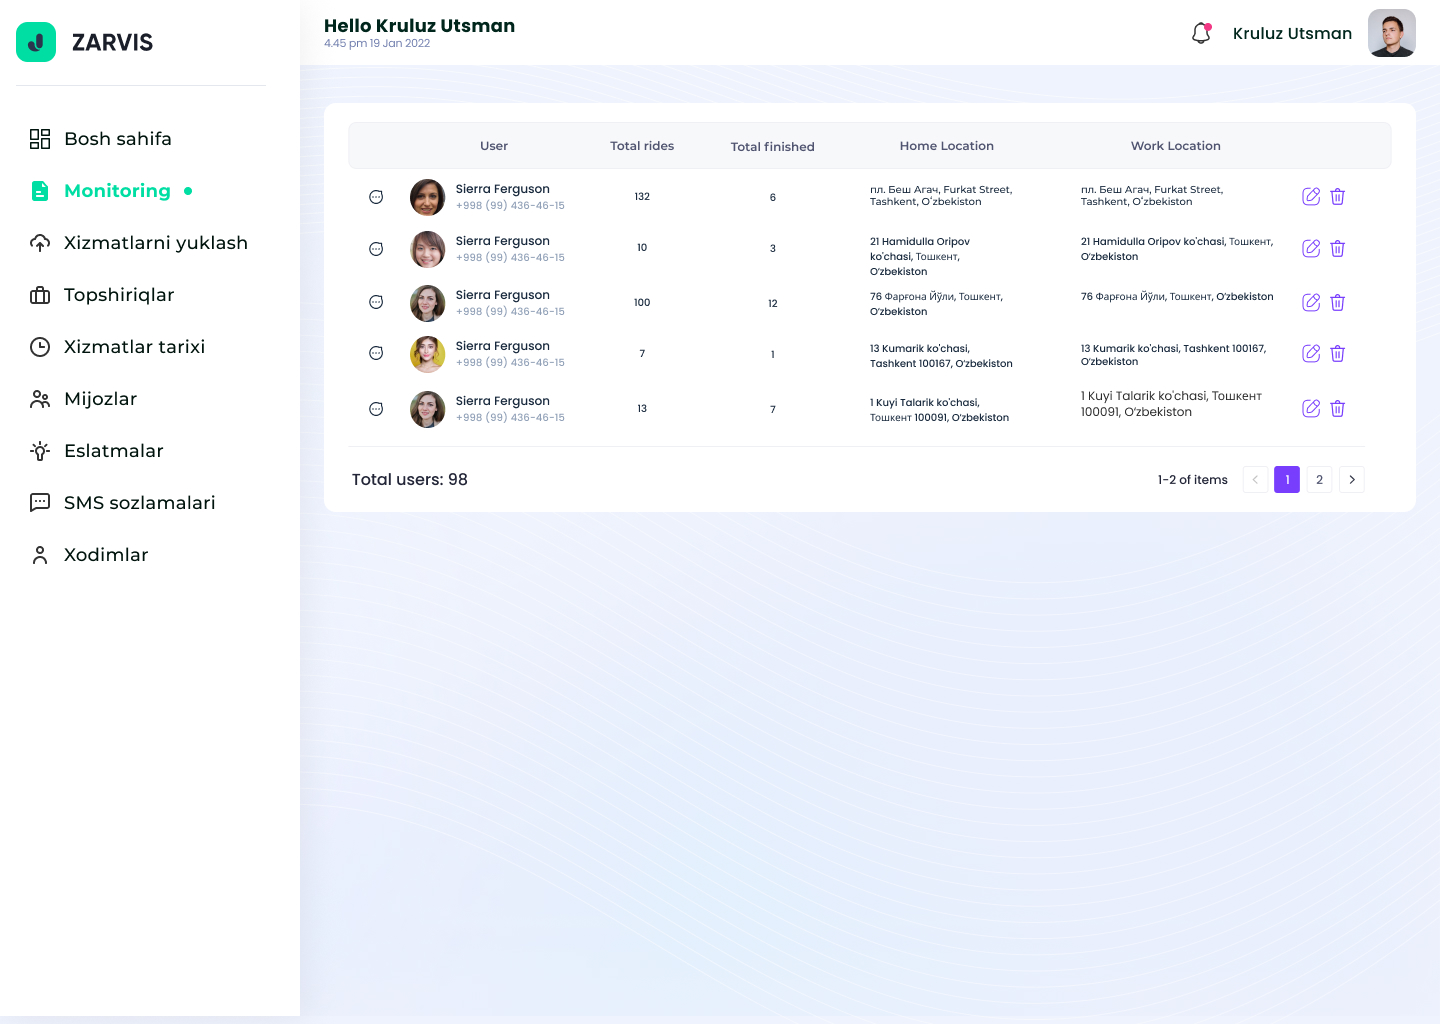 ZARVIS
Bosh sahifa
Monitoring
Xizmatlarni yuklash
Topshiriqlar
Xizmatlar tarixi
Mijozlar
Eslatmalar
SMS sozlamalari
Xodimlar
Hello Kruluz Utsman
4.45 pm 19 Jan 2022
Kruluz Utsman
User Total rides Total finished Home Location Work Location
Sierra Ferguson
+998 (99) 436-46-15
132
6
пл. Беш Агач, Furkat Street,
Tashkent, Oʻzbekiston
пл. Беш Агач, Furkat Street,
Tashkent, Oʻzbekiston
Sierra Ferguson
+998 (99) 436-46-15
10
3
21 Hamidulla Oripov
ko'chasi, Тошкент,
O'zbekiston
21 Hamidulla Oripov ko'chasi, Тошкент,
O'zbekiston
Sierra Ferguson
+998 (99) 436-46-15
100
12
76 Фарғона Йўли, Тошкент,
O'zbekiston
76 Фарғона Йўли, Тошкент, O'zbekiston
Sierra Ferguson
+998 (99) 436-46-15
7
1
13 Kumarik ko'chasi,
Tashkent 100167, O'zbekiston
13 Kumarik ko'chasi, Tashkent 100167,
O'zbekiston
Sierra Ferguson
+998 (99) 436-46-15
13
7
1 Kuyi Talarik ko'chasi,
Тошкент 100091, O'zbekiston
1 Kuyi Talarik ko'chasi, Тошкент
100091, O'zbekiston
Total users: 98
1-2 of items
1 2